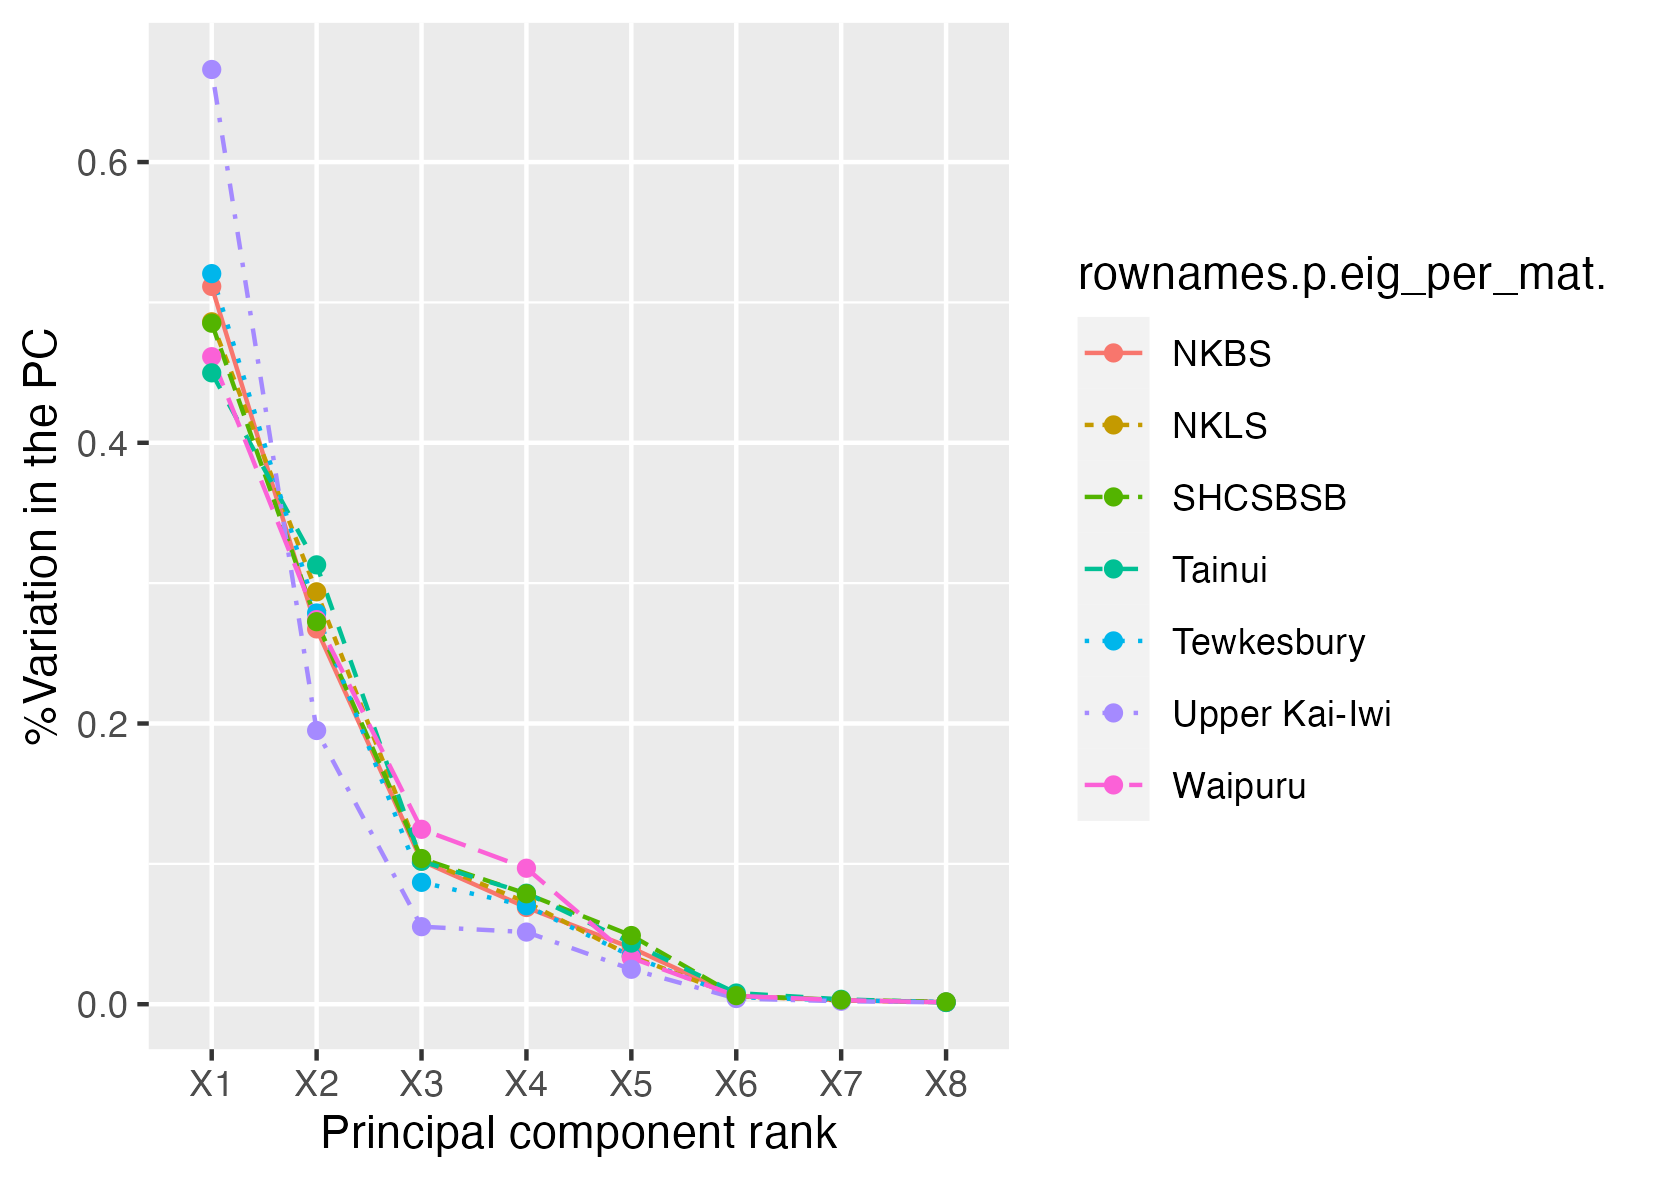 %Variation in the PC
0.6
0.4
0.2
0.0
X1 X2 X3 X4 X5 X6 X7 X8
Principal component rank
rownames.p.eig_per_mat.
NKBS
NKLS
SHCSBSB
Tainui
Tewkesbury
Upper Kai-Iwi
Waipuru